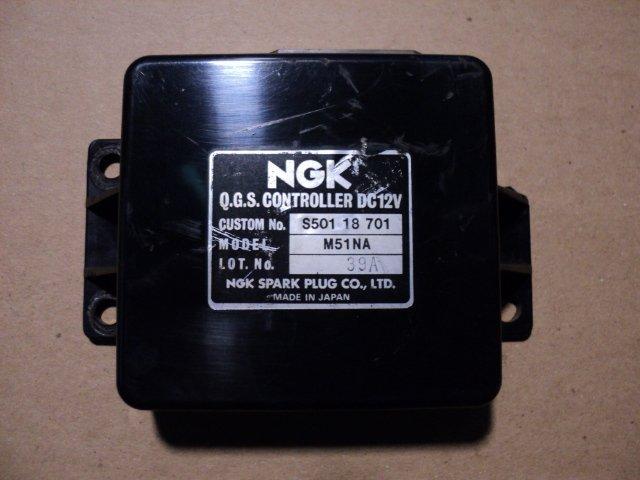 NGK
Q.G.S. CONTROLLER DC12V
CUSTOM No. S501 18 701
MODEL M51NA
LOT. No. 39A
NGK SPARK PLUG CO., LTD.
MADE IN JAPAN